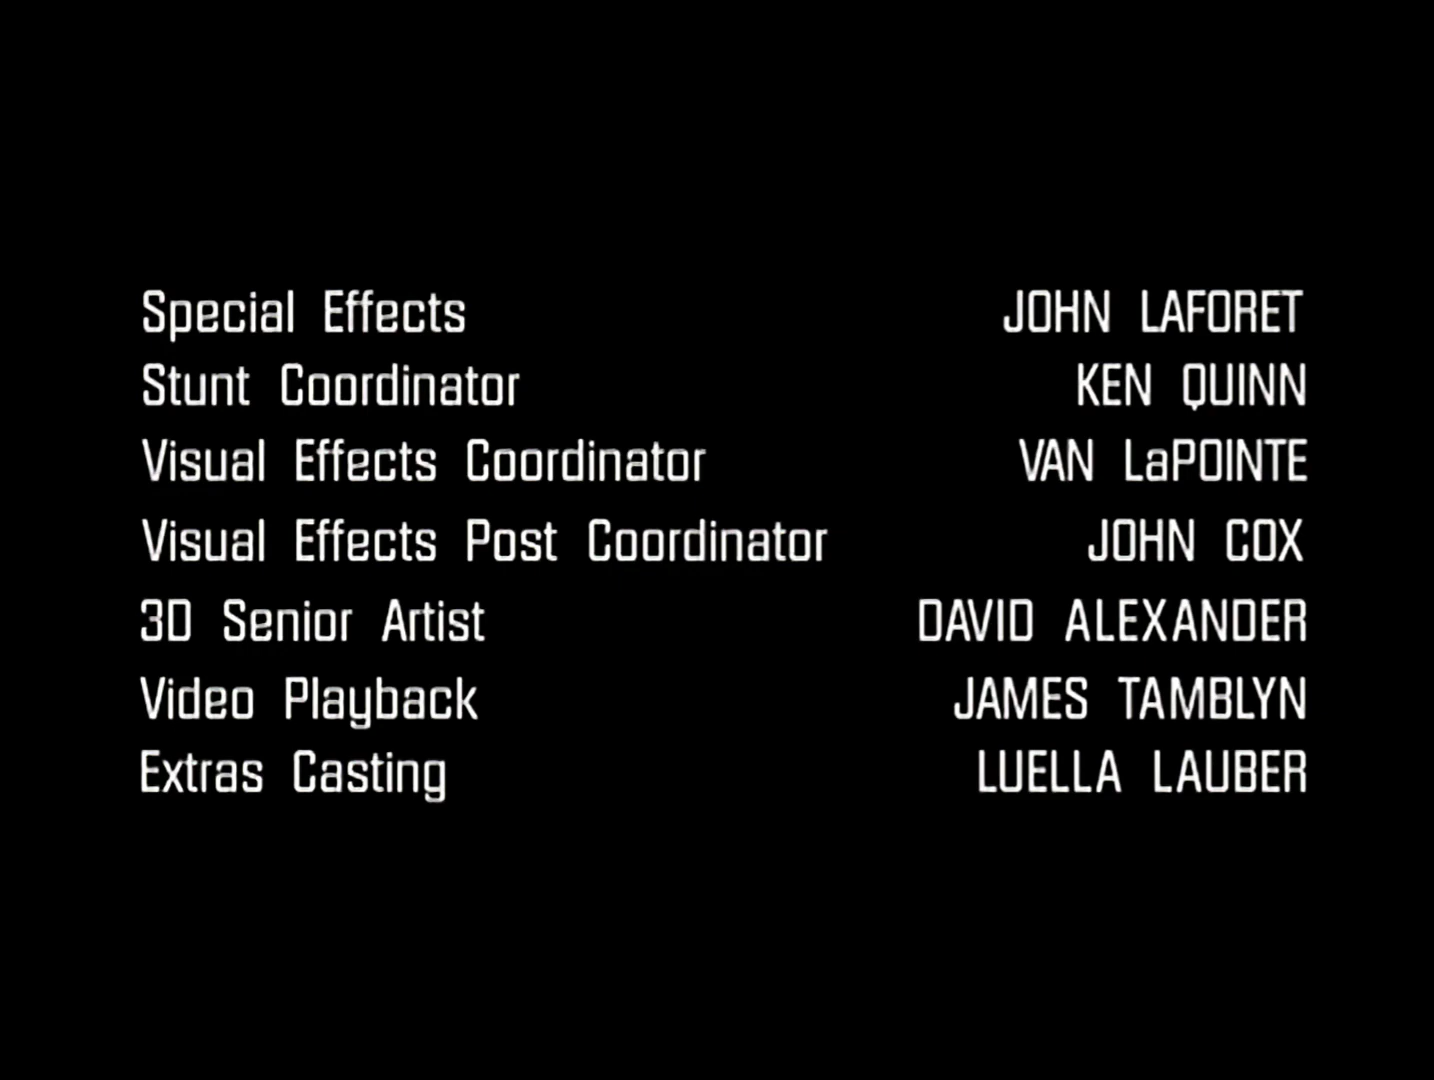 Special Effects JOHN LAFORET
Stunt Coordinator KEN QUINN
Visual Effects Coordinator VAN LaPOINTE
Visual Effects Post Coordinator JOHN COX
3D Senior Artist DAVID ALEXANDER
Video Playback JAMES TAMBLYN
Extras Casting LUELLA LAUBER